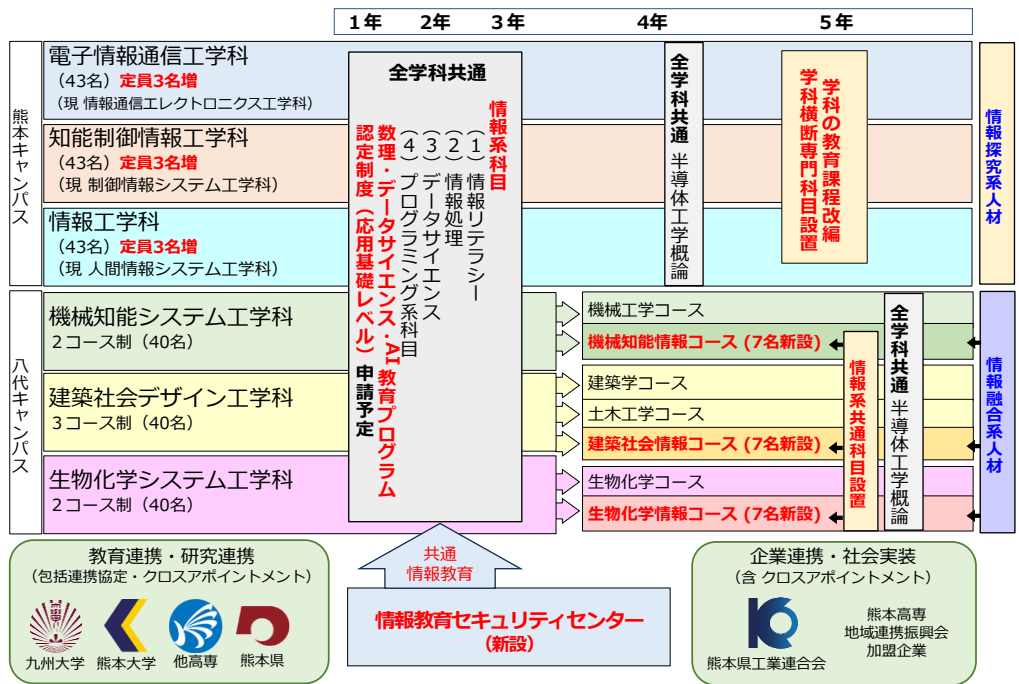 1年 2年 3年 4年 5年
熊本キャンパス
電子情報通信工学科
（43名）定員3名増
（現 情報通信エレクトロニクス工学科）
知能制御情報工学科
（43名）定員3名増
（現 制御情報システム工学科）
情報工学科
（43名）定員3名増
（現 人間情報システム工学科）
全学科共通
情報系科目
（1）情報リテラシー
（2）情報処理
（3）データサイエンス
（4）プログラミング系科目
数理・データサイエンス・AI教育プログラム
認定制度（応用基礎レベル）申請予定
全学科共通 半導体工学概論
学科の教育課程改編
学科横断専門科目設置
情報探究系人材
八代キャンパス
機械知能システム工学科
2コース制（40名）
建築社会デザイン工学科
3コース制（40名）
生物化学システム工学科
2コース制（40名）
機械工学コース
機械知能情報コース (7名新設)
建築学コース
土木工学コース
建築社会情報コース (7名新設)
生物化学コース
生物化学情報コース (7名新設)
情報系共通科目設置
全学科共通 半導体工学概論
情報融合系人材
教育連携・研究連携
（包括連携協定・クロスアポイントメント）
九州大学
熊本大学
他高専
熊本県
共通
情報教育
情報教育セキュリティセンター
（新設）
企業連携・社会実装
（含 クロスアポイントメント）
熊本県工業連合会
熊本高専
地域連携振興会
加盟企業